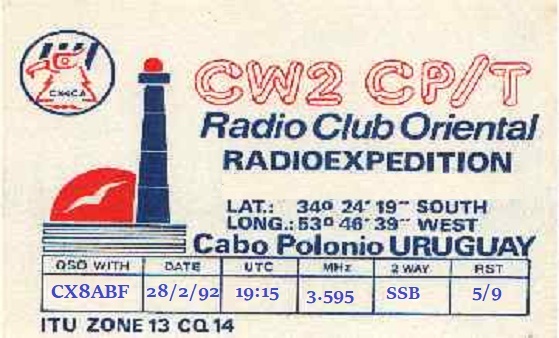 CX4CA
CW2 CP/T
Radio Club Oriental
RADIOEXPEDITION
LAT.: 34º 24' 19" SOUTH
LONG.: 53º 46' 39" WEST
Cabo Polonio URUGUAY
QSO WITH DATE UTC MHz 2 WAY RST
CX8ABF 28/2/92 19:15 3.595 SSB 5/9
ITU ZONE 13 CQ 14